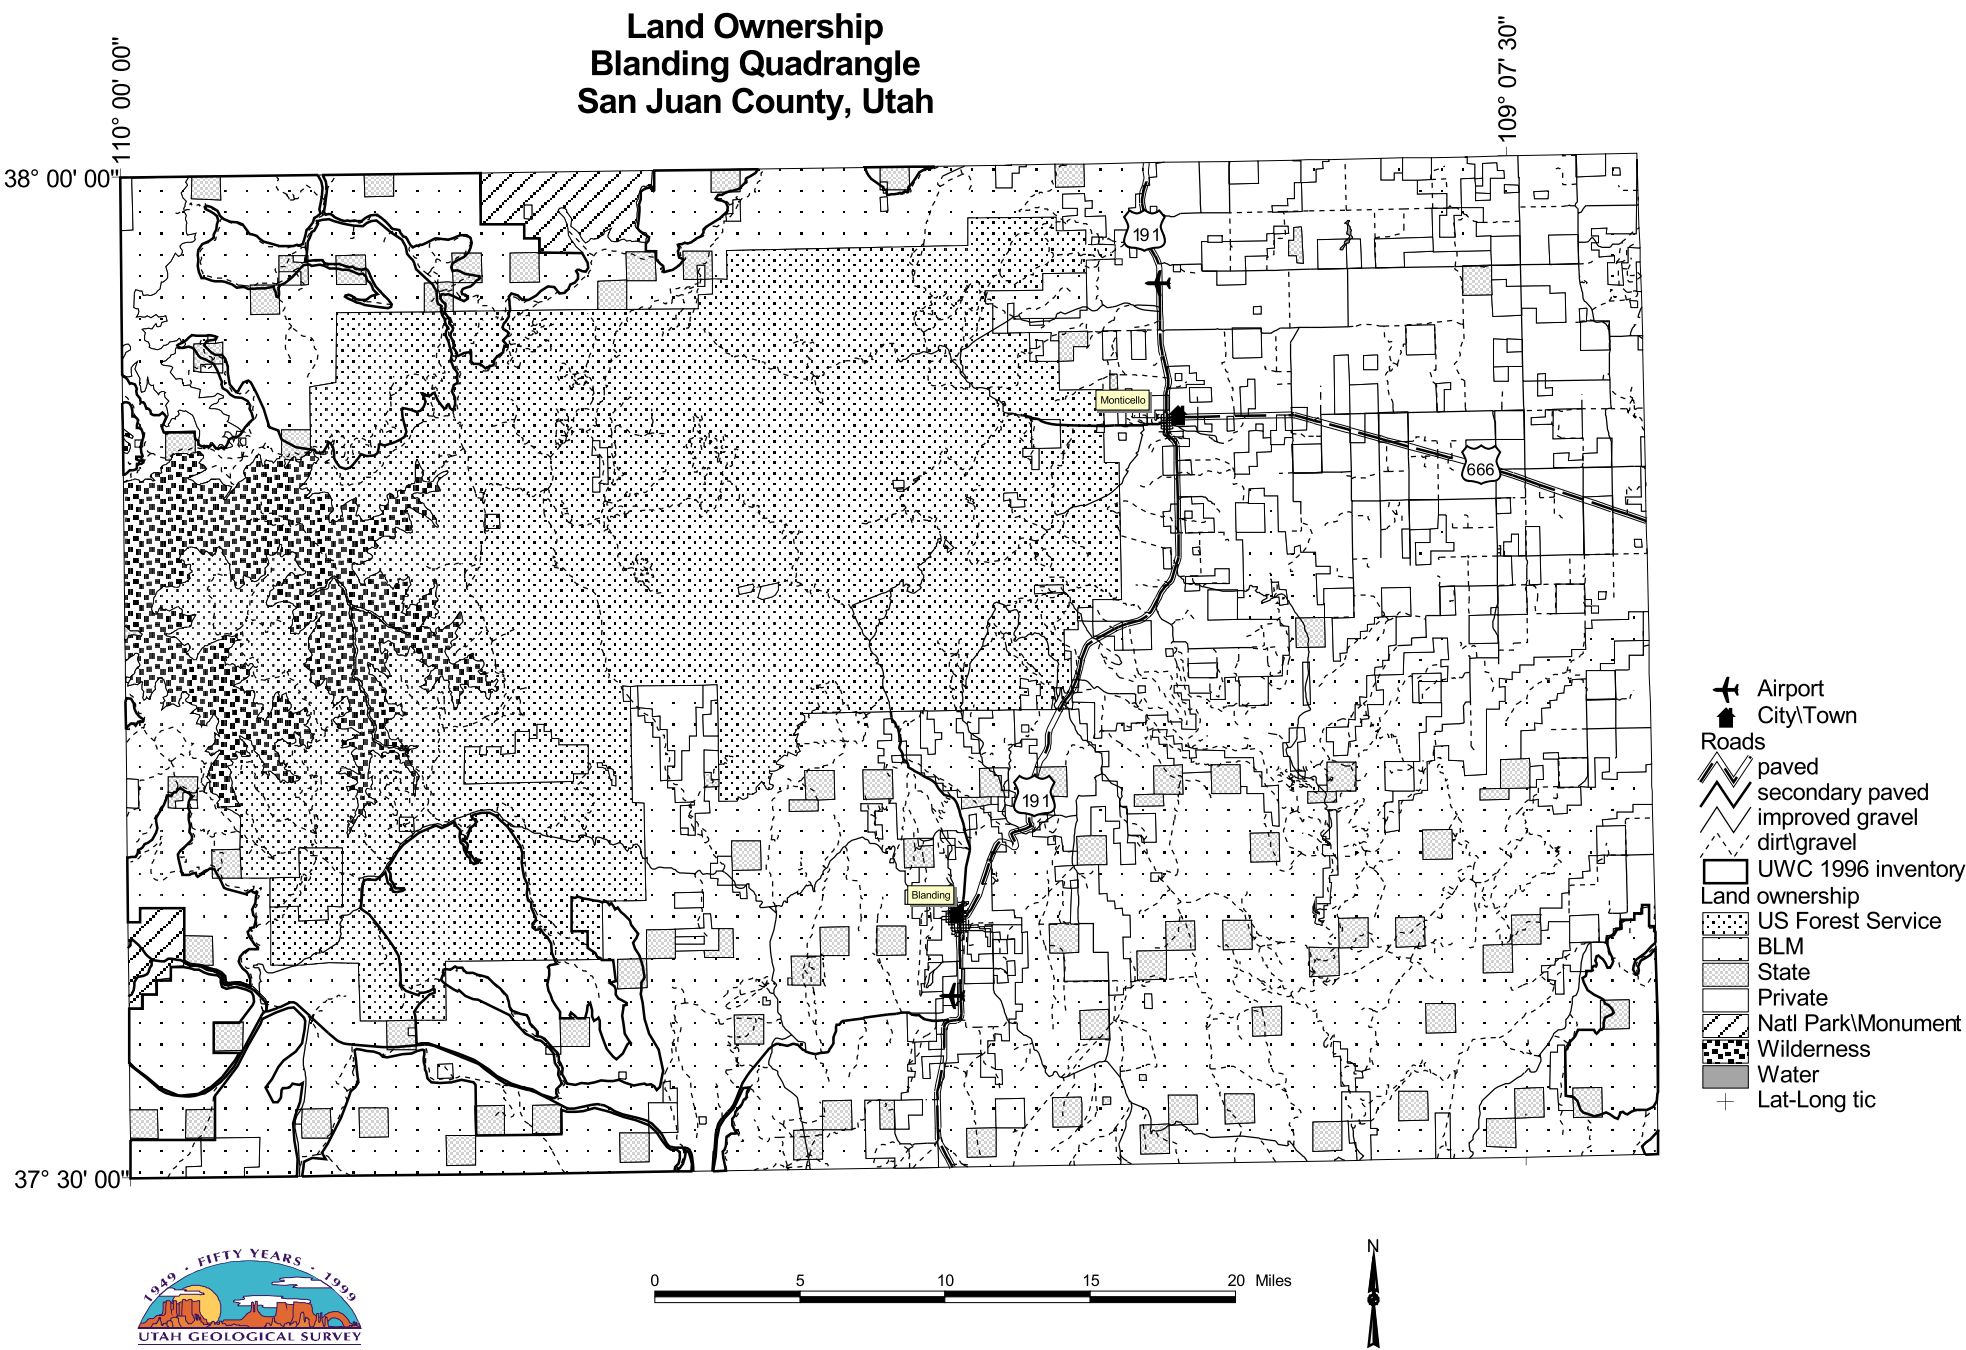 Land Ownership
Blanding Quadrangle
San Juan County, Utah
110° 00' 00"
109° 07' 30"
38° 00' 00"
191
Monticello
666
191
Blanding
37° 30' 00"
Airport
City\Town
Roads
paved
secondary paved
improved gravel
dirt\gravel
UWC 1996 inventory
Land ownership
US Forest Service
BLM
State
Private
Natl Park\Monument
Wilderness
Water
Lat-Long tic
1949 - FIFTY YEARS - 1999
UTAH GEOLOGICAL SURVEY
0 5 10 15 20 Miles
N